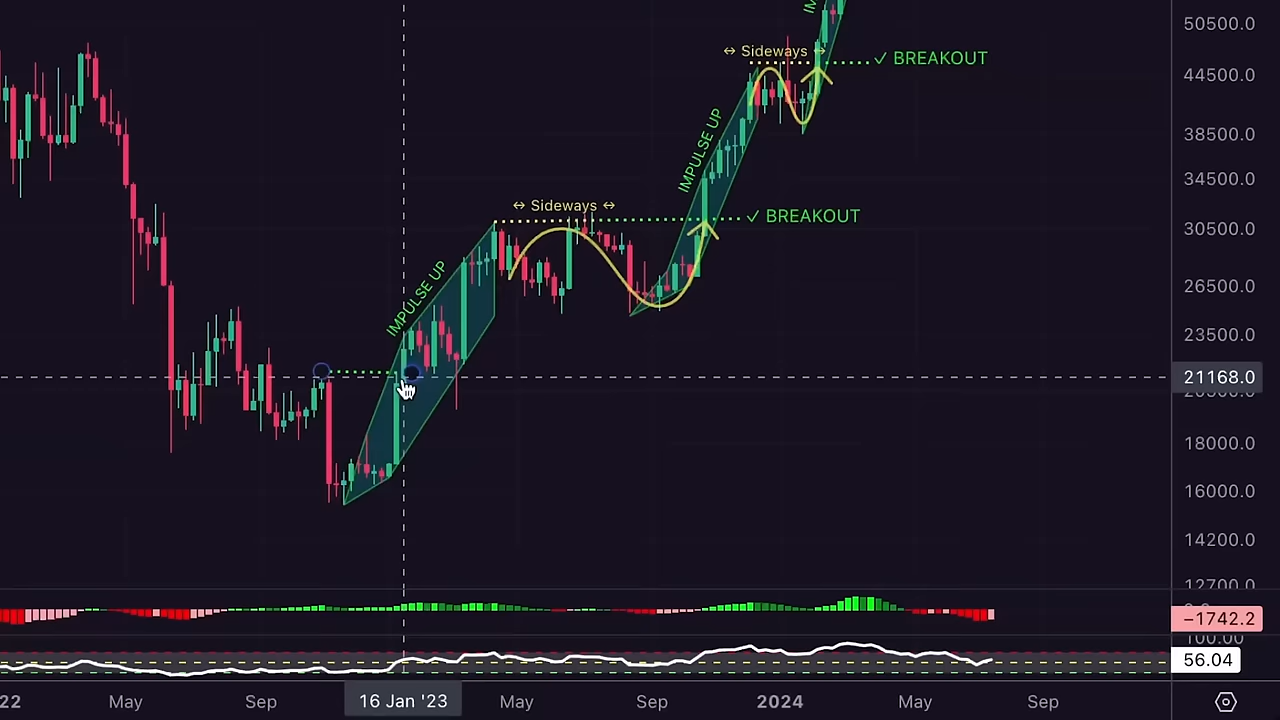 IM
50500.0
↔ Sideways ↔
✓ BREAKOUT
44500.0
IMPULSE UP
38500.0
34500.0
↔ Sideways ↔
✓ BREAKOUT
30500.0
IMPULSE UP
26500.0
23500.0
21168.0
18000.0
16000.0
14200.0
12700.0
−1742.2
100.00
56.04
22
May
Sep
16 Jan '23
May
Sep
2024
May
Sep